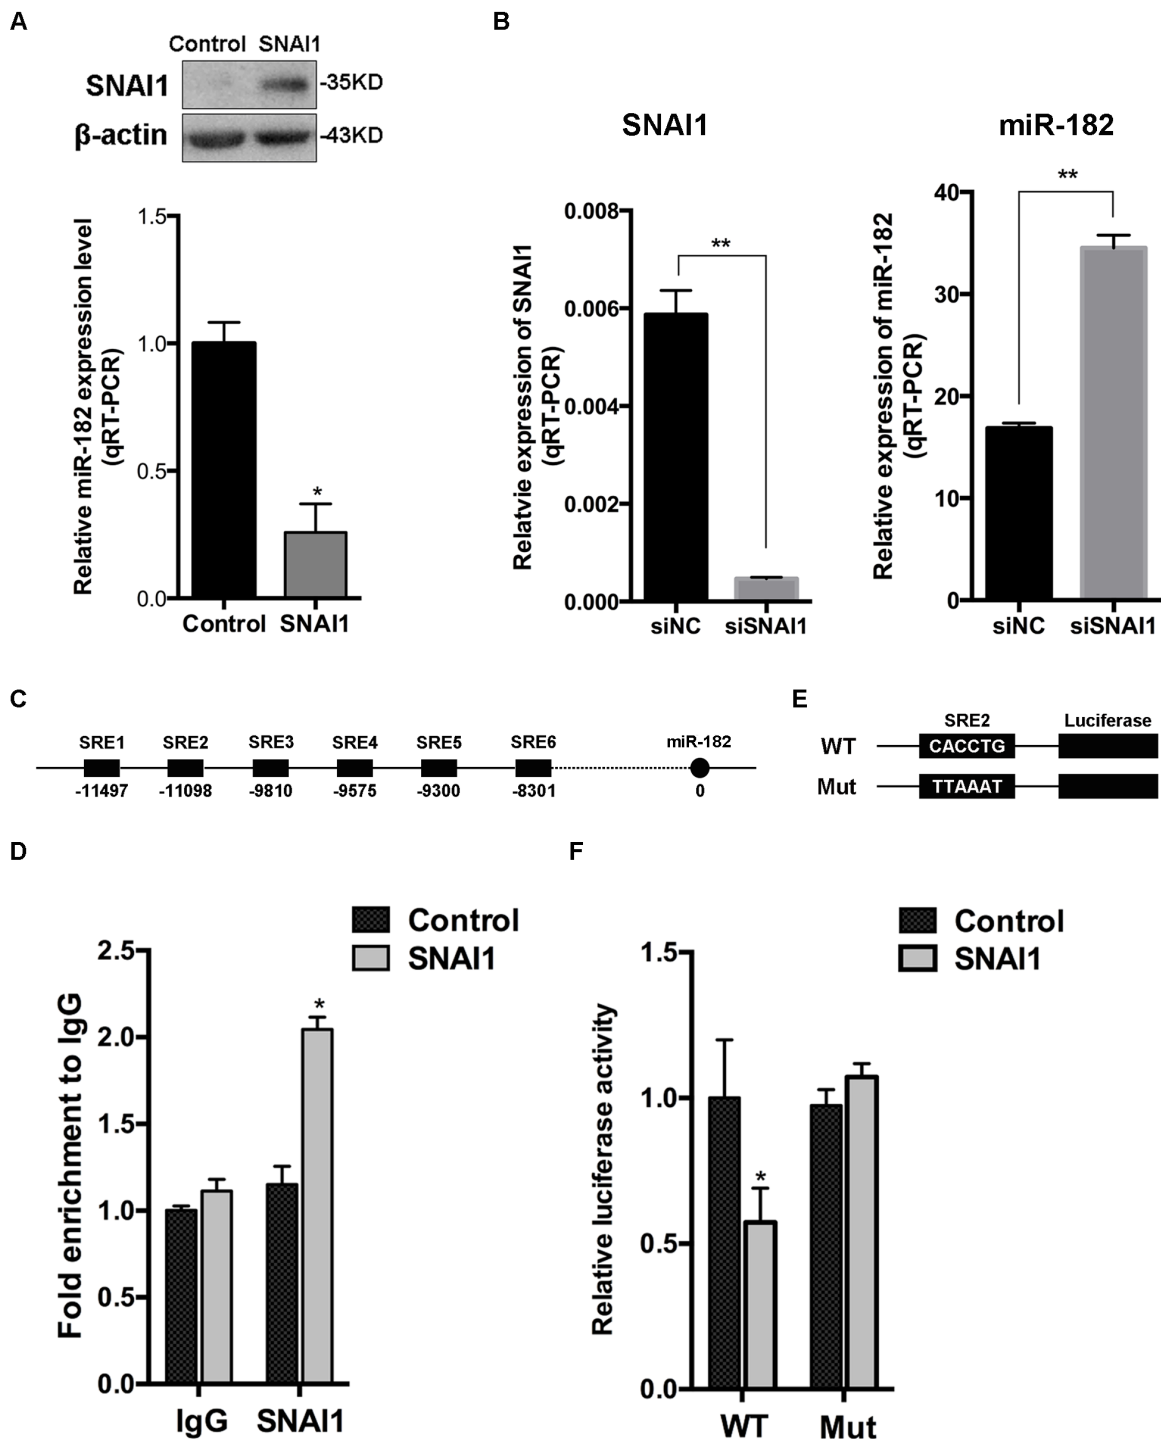 A
Control SNAI1
SNAI1
-35KD
β-actin
-43KD
Relative miR-182 expression level
(qRT-PCR)
1.5
1.0
0.5
0.0
*
Control SNAI1
B
SNAI1
Relatvie expression of SNAI1
(qRT-PCR)
0.008
0.006
0.004
0.002
0.000
**
siNC siSNAI1
miR-182
Relative expression of miR-182
(qRT-PCR)
40
30
20
10
0
**
siNC siSNAI1
C
SRE1 SRE2 SRE3 SRE4 SRE5 SRE6 miR-182
-11497 -11098 -9810 -9575 -9300 -8301 0
E
SRE2 Luciferase
WT CACCTG
Mut TTAAAT
D
Control
SNAI1
Fold enrichment to IgG
2.5
2.0
1.5
1.0
0.5
0.0
*
IgG SNAI1
F
Control
SNAI1
Relative luciferase activity
1.5
1.0
0.5
0.0
*
WT Mut